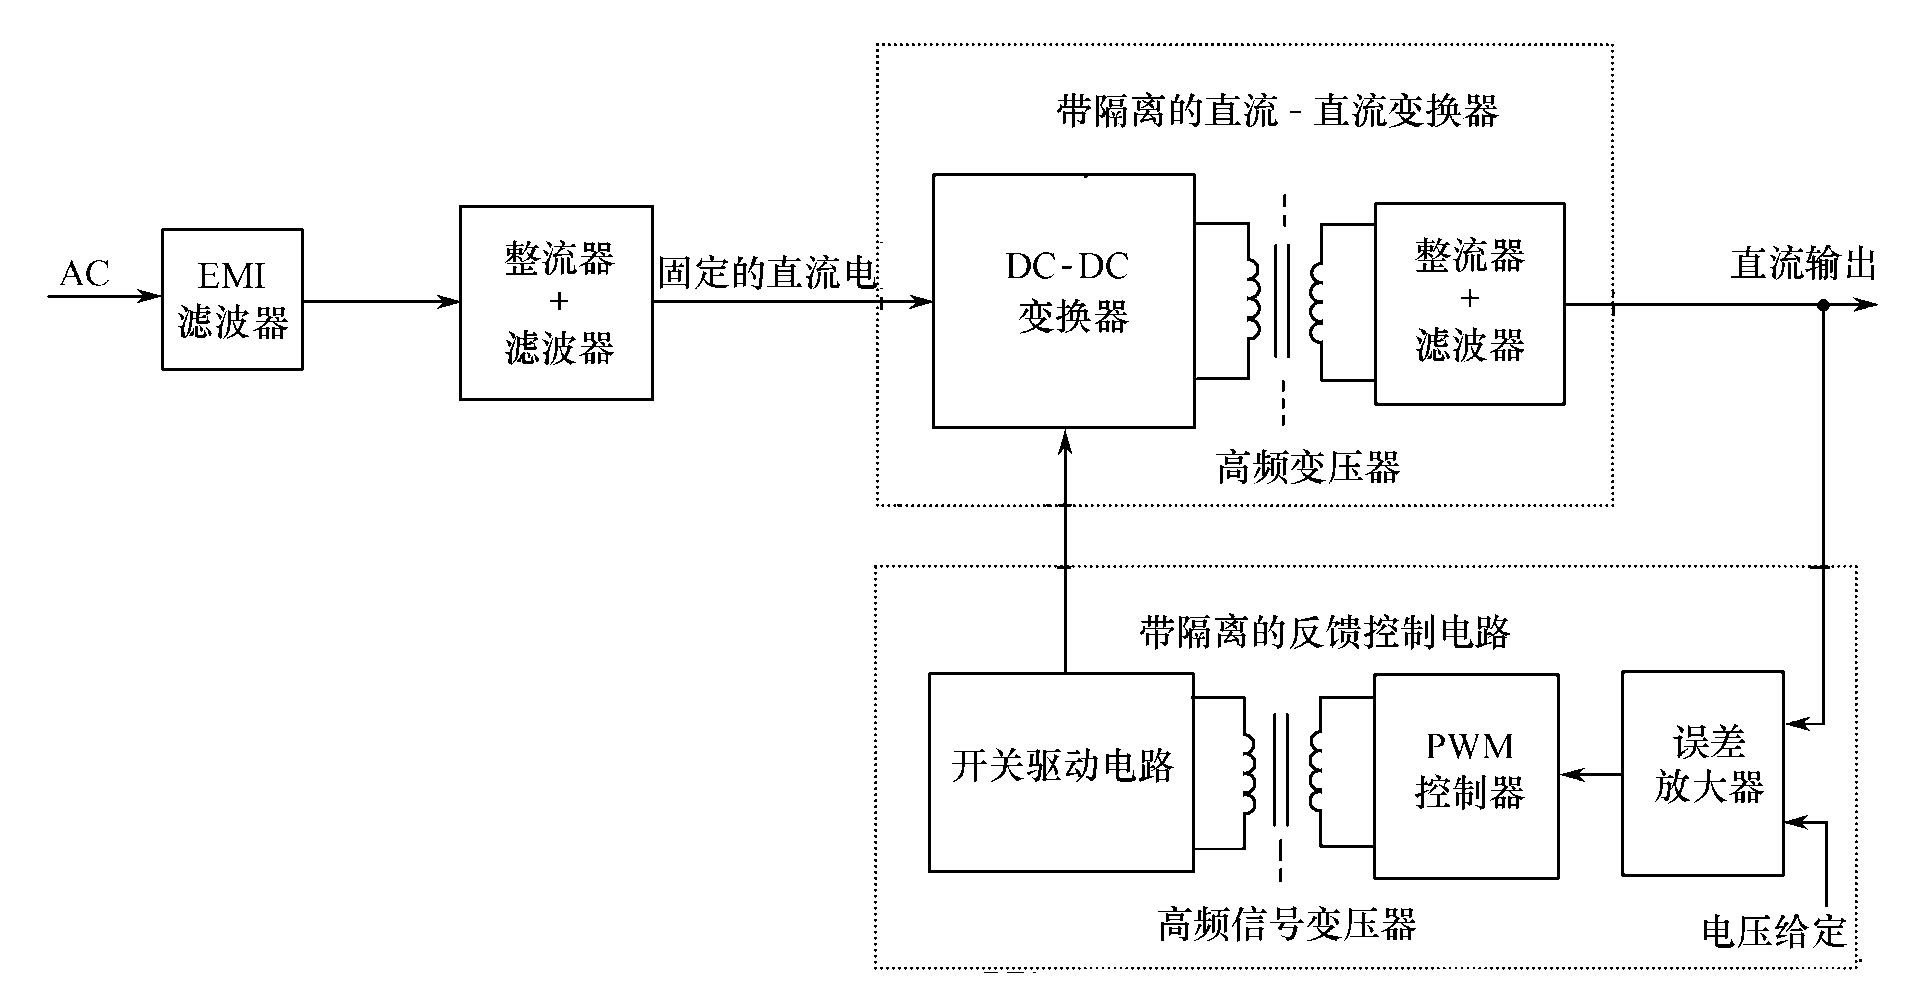 带隔离的直流 - 直流变换器
AC
EMI
滤波器
整流器
+
滤波器
固定的直流电
DC-DC
变换器
整流器
+
滤波器
直流输出
高频变压器
带隔离的反馈控制电路
开关驱动电路
PWM
控制器
误差
放大器
高频信号变压器
电压给定